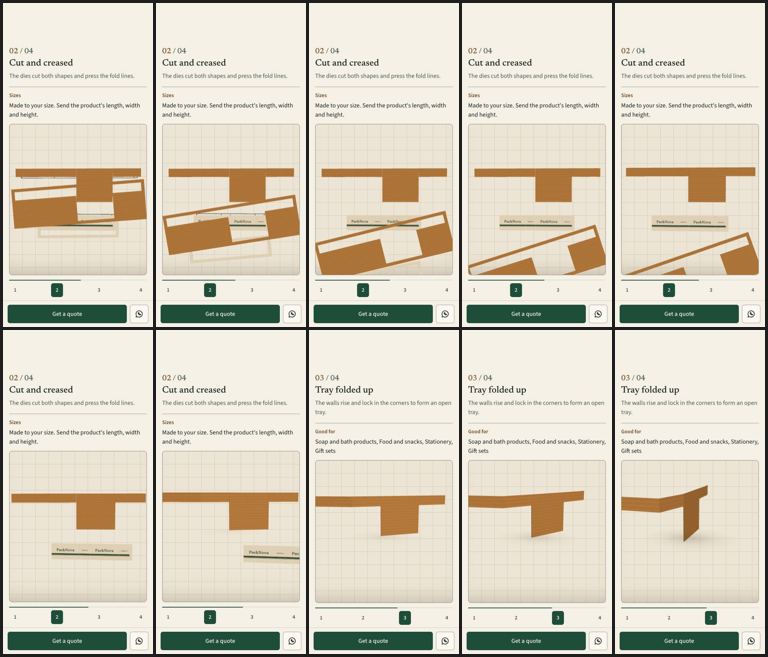 02 / 04
Cut and creased
The dies cut both shapes and press the fold lines.
Sizes
Made to your size. Send the product's length, width
and height.
1 2 3 4
Get a quote
02 / 04
Cut and creased
The dies cut both shapes and press the fold lines.
Sizes
Made to your size. Send the product's length, width
and height.
PackNova PackNova
1 2 3 4
Get a quote
02 / 04
Cut and creased
The dies cut both shapes and press the fold lines.
Sizes
Made to your size. Send the product's length, width
and height.
PackNova PackNova
1 2 3 4
Get a quote
02 / 04
Cut and creased
The dies cut both shapes and press the fold lines.
Sizes
Made to your size. Send the product's length, width
and height.
PackNova PackNova
1 2 3 4
Get a quote
02 / 04
Cut and creased
The dies cut both shapes and press the fold lines.
Sizes
Made to your size. Send the product's length, width
and height.
PackNova PackNova
1 2 3 4
Get a quote
02 / 04
Cut and creased
The dies cut both shapes and press the fold lines.
Sizes
Made to your size. Send the product's length, width
and height.
PackNova PackNova
1 2 3 4
Get a quote
02 / 04
Cut and creased
The dies cut both shapes and press the fold lines.
Sizes
Made to your size. Send the product's length, width
and height.
PackNova Pac
1 2 3 4
Get a quote
03 / 04
Tray folded up
The walls rise and lock in the corners to form an open
tray.
Good for
Soap and bath products, Food and snacks, Stationery,
Gift sets
1 2 3 4
Get a quote
03 / 04
Tray folded up
The walls rise and lock in the corners to form an open
tray.
Good for
Soap and bath products, Food and snacks, Stationery,
Gift sets
1 2 3 4
Get a quote
03 / 04
Tray folded up
The walls rise and lock in the corners to form an open
tray.
Good for
Soap and bath products, Food and snacks, Stationery,
Gift sets
1 2 3 4
Get a quote